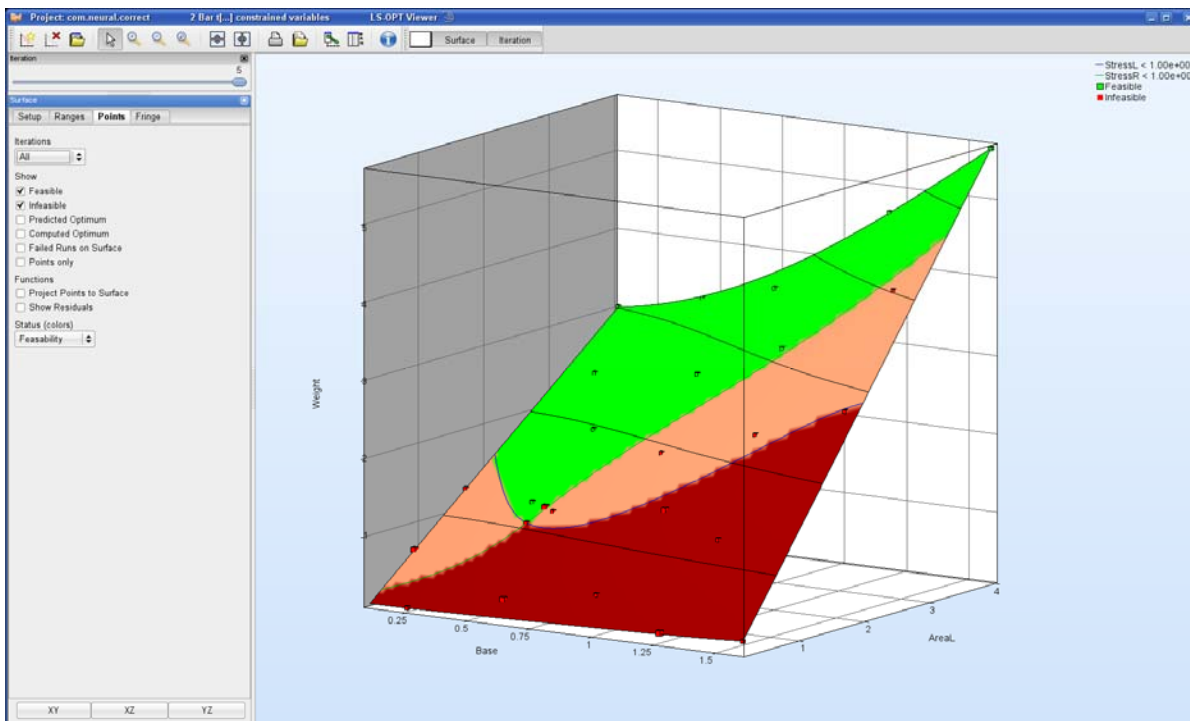 Project: com.neural.correct 2 Bar t[...] constrained variables LS-OPT Viewer
Surface Iteration
Iteration
5
Surface
Setup Ranges Points Fringe
Iterations
All
Show
Feasible
Infeasible
Predicted Optimum
Computed Optimum
Failed Runs on Surface
Points only
Functions
Project Points to Surface
Show Residuals
Status (colors)
Feasability
XY XZ YZ
StressL < 1.00e+00
StressR < 1.00e+00
Feasible
Infeasible
Weight
5
4
2
0.25
0.5
0.75
1
1.25
1.5
Base
1
2
3
4
AreaL